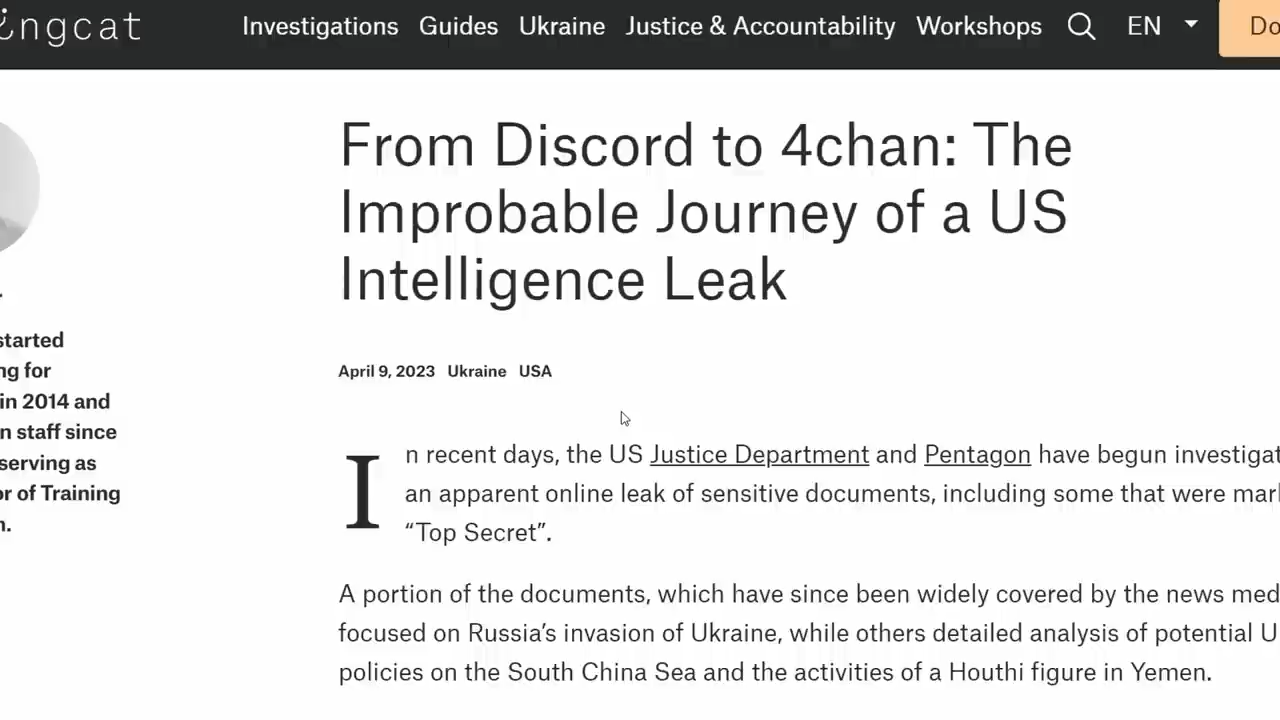 ingcat
Investigations Guides Ukraine Justice & Accountability Workshops EN Do
From Discord to 4chan: The
Improbable Journey of a US
Intelligence Leak
April 9, 2023 Ukraine USA
started
ng for
in 2014 and
n staff since
serving as
or of Training
n.
In recent days, the US Justice Department and Pentagon have begun investigat
an apparent online leak of sensitive documents, including some that were mar
“Top Secret”.
A portion of the documents, which have since been widely covered by the news med
focused on Russia’s invasion of Ukraine, while others detailed analysis of potential U
policies on the South China Sea and the activities of a Houthi figure in Yemen.